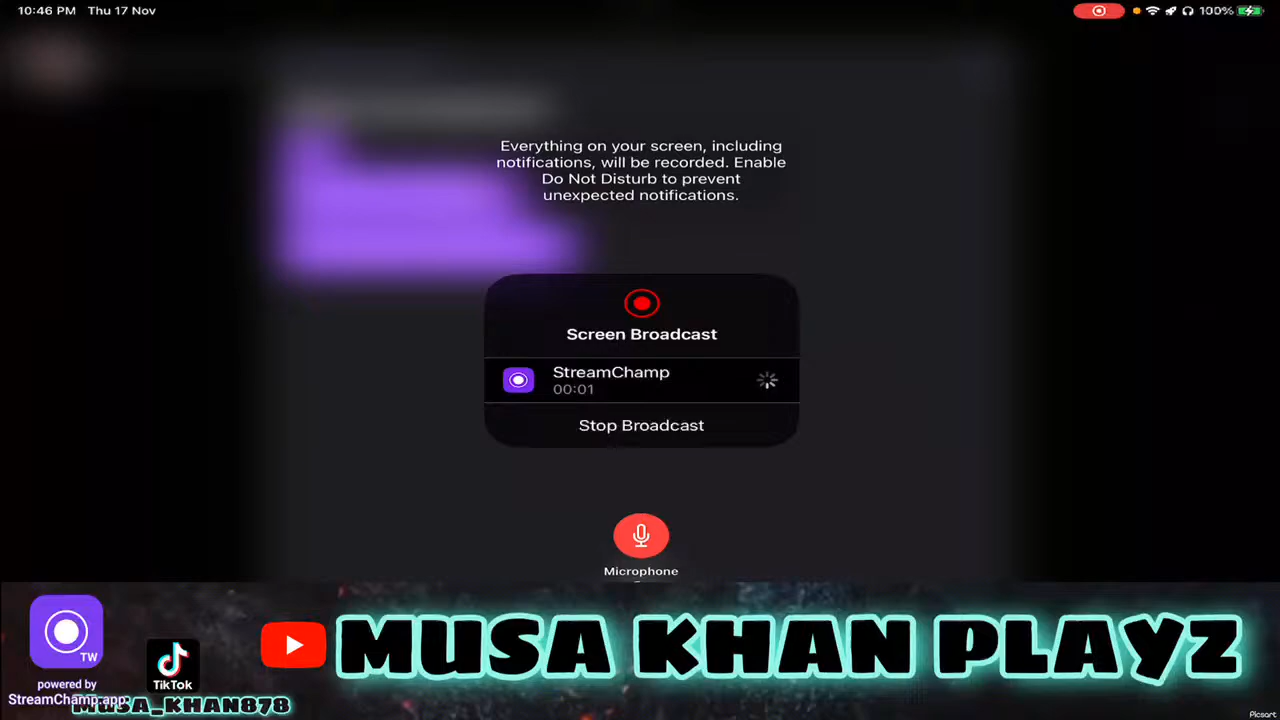 10:46 PM Thu 17 Nov
100%
Everything on your screen, including
notifications, will be recorded. Enable
Do Not Disturb to prevent
unexpected notifications.
Screen Broadcast
StreamChamp
00:01
Stop Broadcast
Microphone
TW
powered by
StreamChamp.app
TikTok
MUSA_KHAN878
MUSA KHAN PLAYZ
Picsart